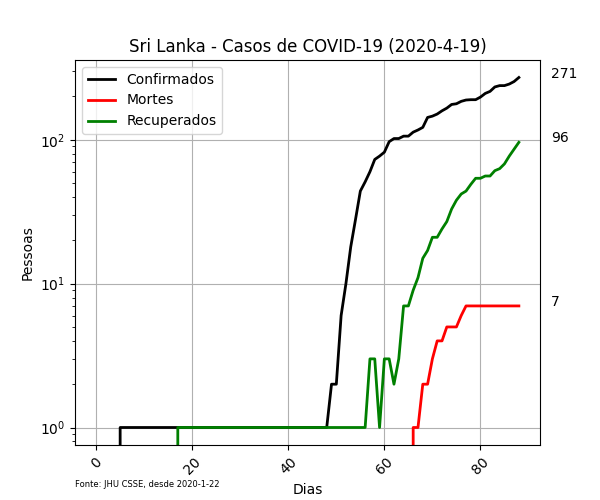 Sri Lanka - Casos de COVID-19 (2020-4-19)
Confirmados
Mortes
Recuperados
271
96
7
Pessoas
10²
10¹
10⁰
0
20
40
60
80
Fonte: JHU CSSE, desde 2020-1-22
Dias